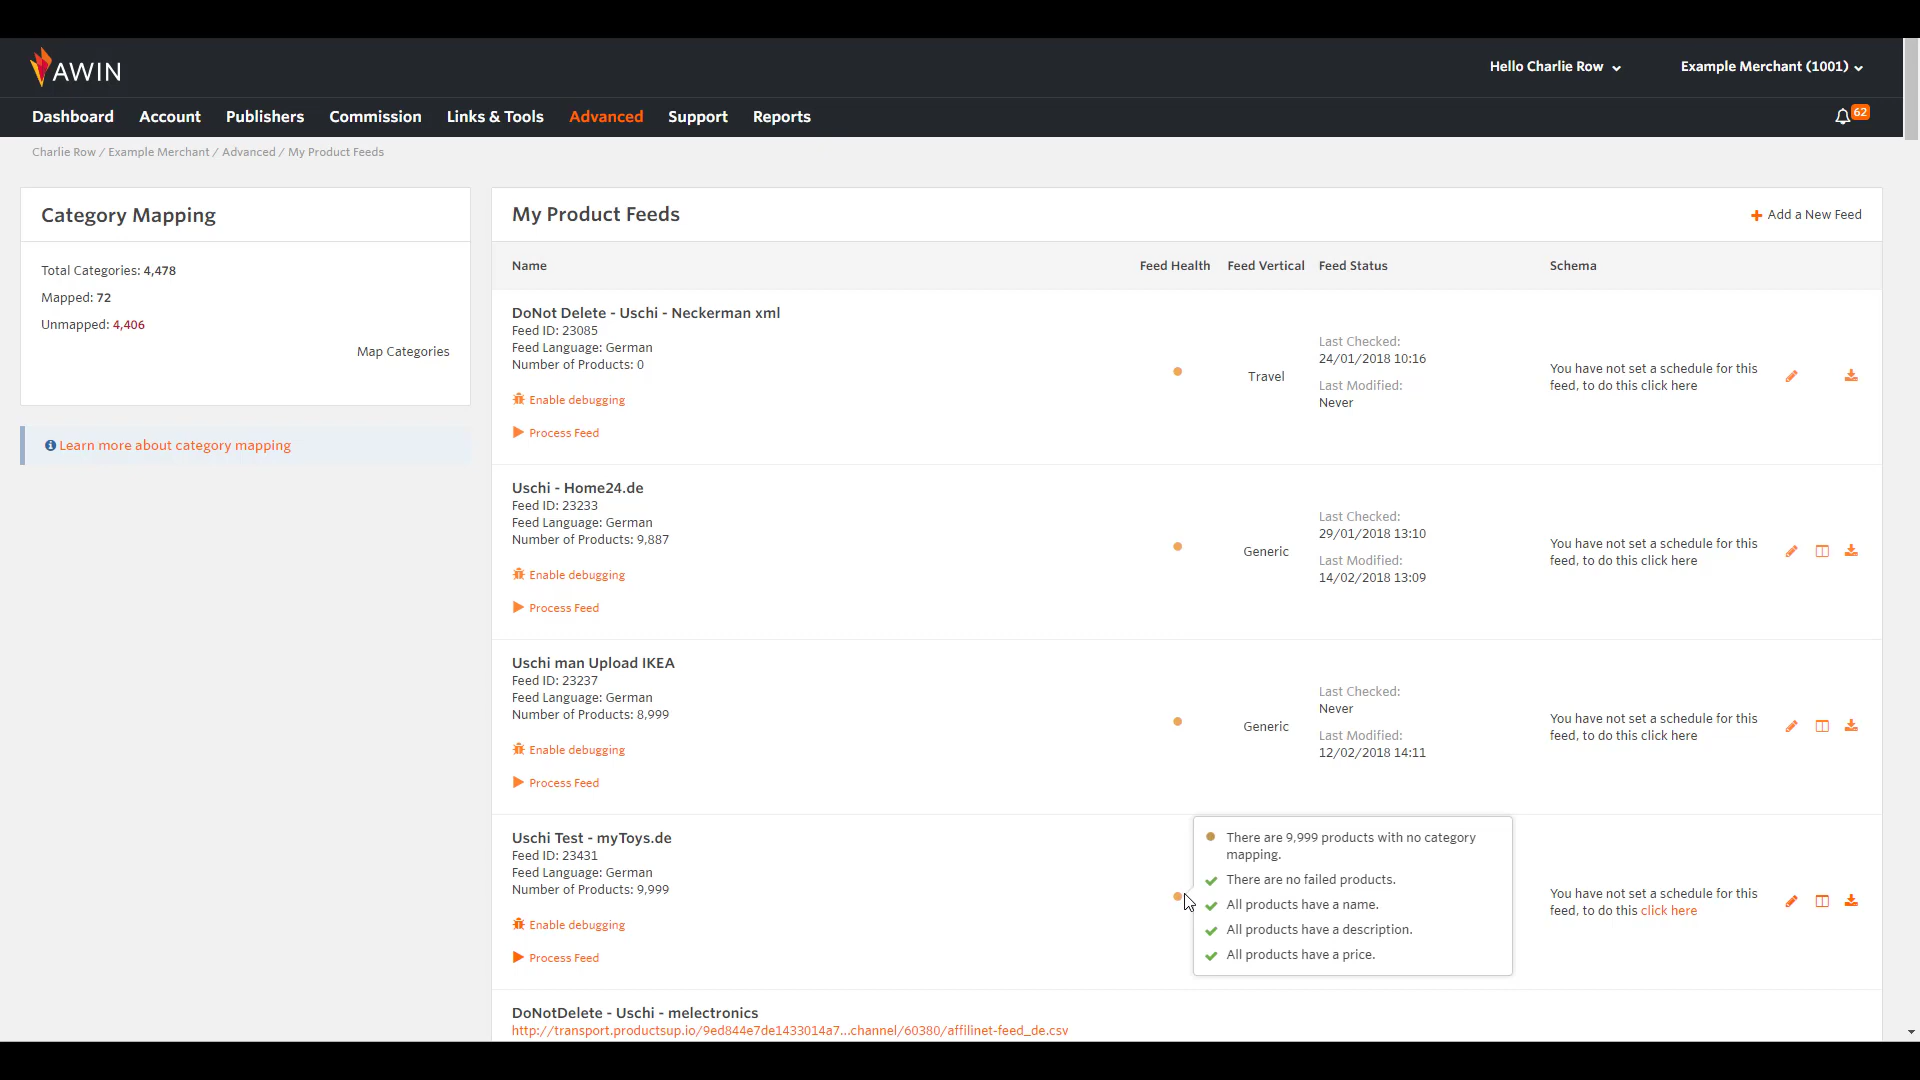 AWIN
Hello Charlie Row
Example Merchant (1001)
Dashboard Account Publishers Commission Links & Tools Advanced Support Reports
62
Charlie Row / Example Merchant / Advanced / My Product Feeds
Category Mapping
Total Categories: 4,478
Mapped: 72
Unmapped: 4,406
Map Categories
Learn more about category mapping
My Product Feeds
Add a New Feed
Name Feed Health Feed Vertical Feed Status Schema
DoNot Delete - Uschi - Neckerman xml
Feed ID: 23085
Feed Language: German
Number of Products: 0
Enable debugging
Process Feed
Travel
Last Checked:
24/01/2018 10:16
Last Modified:
Never
You have not set a schedule for this
feed, to do this click here
Uschi - Home24.de
Feed ID: 23233
Feed Language: German
Number of Products: 9,887
Enable debugging
Process Feed
Generic
Last Checked:
29/01/2018 13:10
Last Modified:
14/02/2018 13:09
You have not set a schedule for this
feed, to do this click here
Uschi man Upload IKEA
Feed ID: 23237
Feed Language: German
Number of Products: 8,999
Enable debugging
Process Feed
Generic
Last Checked:
Never
Last Modified:
12/02/2018 14:11
You have not set a schedule for this
feed, to do this click here
Uschi Test - myToys.de
Feed ID: 23431
Feed Language: German
Number of Products: 9,999
Enable debugging
Process Feed
There are 9,999 products with no category
mapping.
There are no failed products.
All products have a name.
All products have a description.
All products have a price.
You have not set a schedule for this
feed, to do this click here
DoNotDelete - Uschi - melectronics
http://transport.productsup.io/9ed844e7de1433014a7...channel/60380/affilinet-feed_de.csv